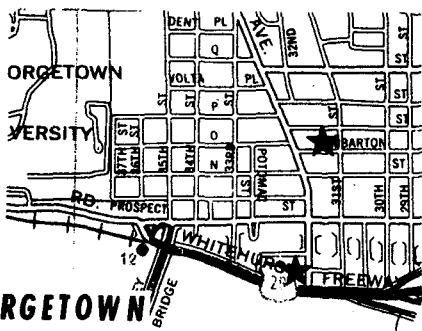 DENT PL
Q
AVE.
32ND
ST
ST
ORGETOWN
VOLTA PL
ST
P
ST
ST
ST
VERSITY
37TH ST
36TH ST
35TH
34TH
O
33RD
N
ST
POTOMAC
BARTON
ST
31ST
30TH
29TH
RD.
PROSPECT
ST
WHITEHURST
FREEWAY
29
12
RGETOWN
BRIDGE